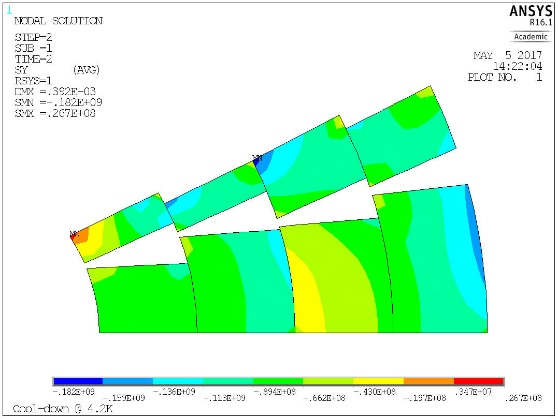 1
NODAL SOLUTION
STEP=2
SUB =1
TIME=2
SY (AVG)
RSYS=1
DMX =.392E-03
SMN =-.182E+09
SMX =.267E+08
ANSYS
R16.1
Academic
MAY 5 2017
14:22:04
PLOT NO. 1
MX
MN
-.182E+09
-.159E+09
-.136E+09
-.113E+09
-.894E+08
-.662E+08
-.430E+08
-.197E+08
.347E+07
.267E+08
Cool-down @ 4.2K